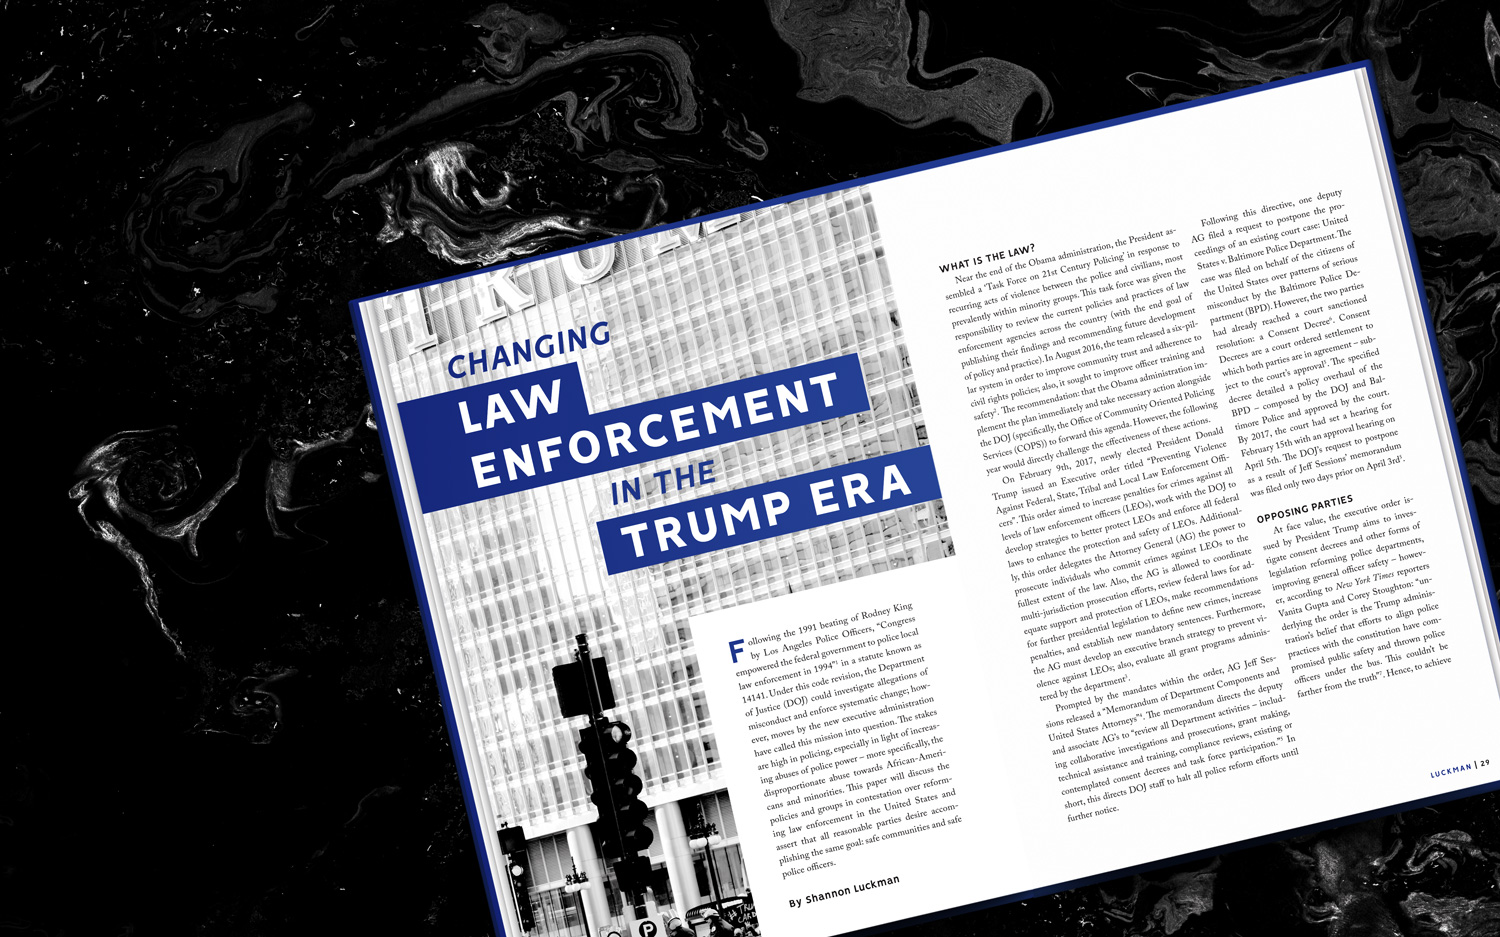 CHANGING
LAW
ENFORCEMENT
IN THE
TRUMP ERA
Following the 1991 beating of Rodney King
by Los Angeles Police Officers, “Congress
empowered the federal government to police local
law enforcement in 1994”¹ in a statute known as
14141. Under this code revision, the Department
of Justice (DOJ) could investigate allegations of
misconduct and enforce systematic change; how-
ever, moves by the new executive administration
have called this mission into question. The stakes
are high in policing, especially in light of increas-
ing abuses of police power – more specifically, the
disproportionate abuse towards African-Ameri-
cans and minorities. This paper will discuss the
policies and groups in contestation over reform-
ing law enforcement in the United States and
assert that all reasonable parties desire accom-
plishing the same goal: safe communities and safe
police officers.
By Shannon Luckman
P
WHAT IS THE LAW?
Near the end of the Obama administration, the President as-
sembled a ‘Task Force on 21st Century Policing’ in response to
recurring acts of violence between the police and civilians, most
prevalently within minority groups. This task force was given the
responsibility to review the current policies and practices of law
enforcement agencies across the country (with the end goal of
publishing their findings and recommending future development
of policy and practice). In August 2016, the team released a six-pil-
lar system in order to improve community trust and adherence to
civil rights policies; also, it sought to improve officer training and
safety². The recommendation: that the Obama administration im-
plement the plan immediately and take necessary action alongside
the DOJ (specifically, the Office of Community Oriented Policing
Services (COPS)) to forward this agenda. However, the following
year would directly challenge the effectiveness of these actions.
On February 9th, 2017, newly elected President Donald
Trump issued an Executive order titled “Preventing Violence
Against Federal, State, Tribal and Local Law Enforcement Offi-
cers”. This order aimed to increase penalties for crimes against all
levels of law enforcement officers (LEOs), work with the DOJ to
develop strategies to better protect LEOs and enforce all federal
laws to enhance the protection and safety of LEOs. Additional-
ly, this order delegates the Attorney General (AG) the power to
prosecute individuals who commit crimes against LEOs to the
fullest extent of the law. Also, the AG is allowed to coordinate
multi-jurisdiction prosecution efforts, review federal laws for ad-
equate support and protection of LEOs, make recommendations
for further presidential legislation to define new crimes, increase
penalties, and establish new mandatory sentences. Furthermore,
the AG must develop an executive branch strategy to prevent vi-
olence against LEOs; also, evaluate all grant programs adminis-
tered by the department³.
Prompted by the mandates within the order, AG Jeff Ses-
sions released a “Memorandum of Department Components and
United States Attorneys”⁴. The memorandum directs the deputy
and associate AG’s to “review all Department activities – includ-
ing collaborative investigations and prosecutions, grant making,
technical assistance and training, compliance reviews, existing or
contemplated consent decrees and task force participation.”⁵ In
short, this directs DOJ staff to halt all police reform efforts until
further notice.
Following this directive, one deputy
AG filed a request to postpone the pro-
ceedings of an existing court case: United
States v. Baltimore Police Department. The
case was filed on behalf of the citizens of
the United States over patterns of serious
misconduct by the Baltimore Police De-
partment (BPD). However, the two parties
had already reached a court sanctioned
resolution: a Consent Decree⁶. Consent
Decrees are a court ordered settlement to
which both parties are in agreement – sub-
ject to the court’s approval⁷. The specified
decree detailed a policy overhaul of the
BPD – composed by the DOJ and Bal-
timore Police and approved by the court.
By 2017, the court had set a hearing for
February 15th with an approval hearing on
April 5th. The DOJ’s request to postpone
as a result of Jeff Sessions’ memorandum
was filed only two days prior on April 3rd
OPPOSING PARTIES
At face value, the executive order is-
sued by President Trump aims to inves-
tigate consent decrees and other forms of
legislation reforming police departments,
improving general officer safety – howev-
er, according to New York Times reporters
Vanita Gupta and Corey Stoughton: “un-
derlying the order is the Trump adminis-
tration’s belief that efforts to align police
practices with the constitution have com-
promised public safety and thrown police
officers under the bus. This couldn’t be
farther from the truth”. Hence, to achieve
LUCKMAN | 29